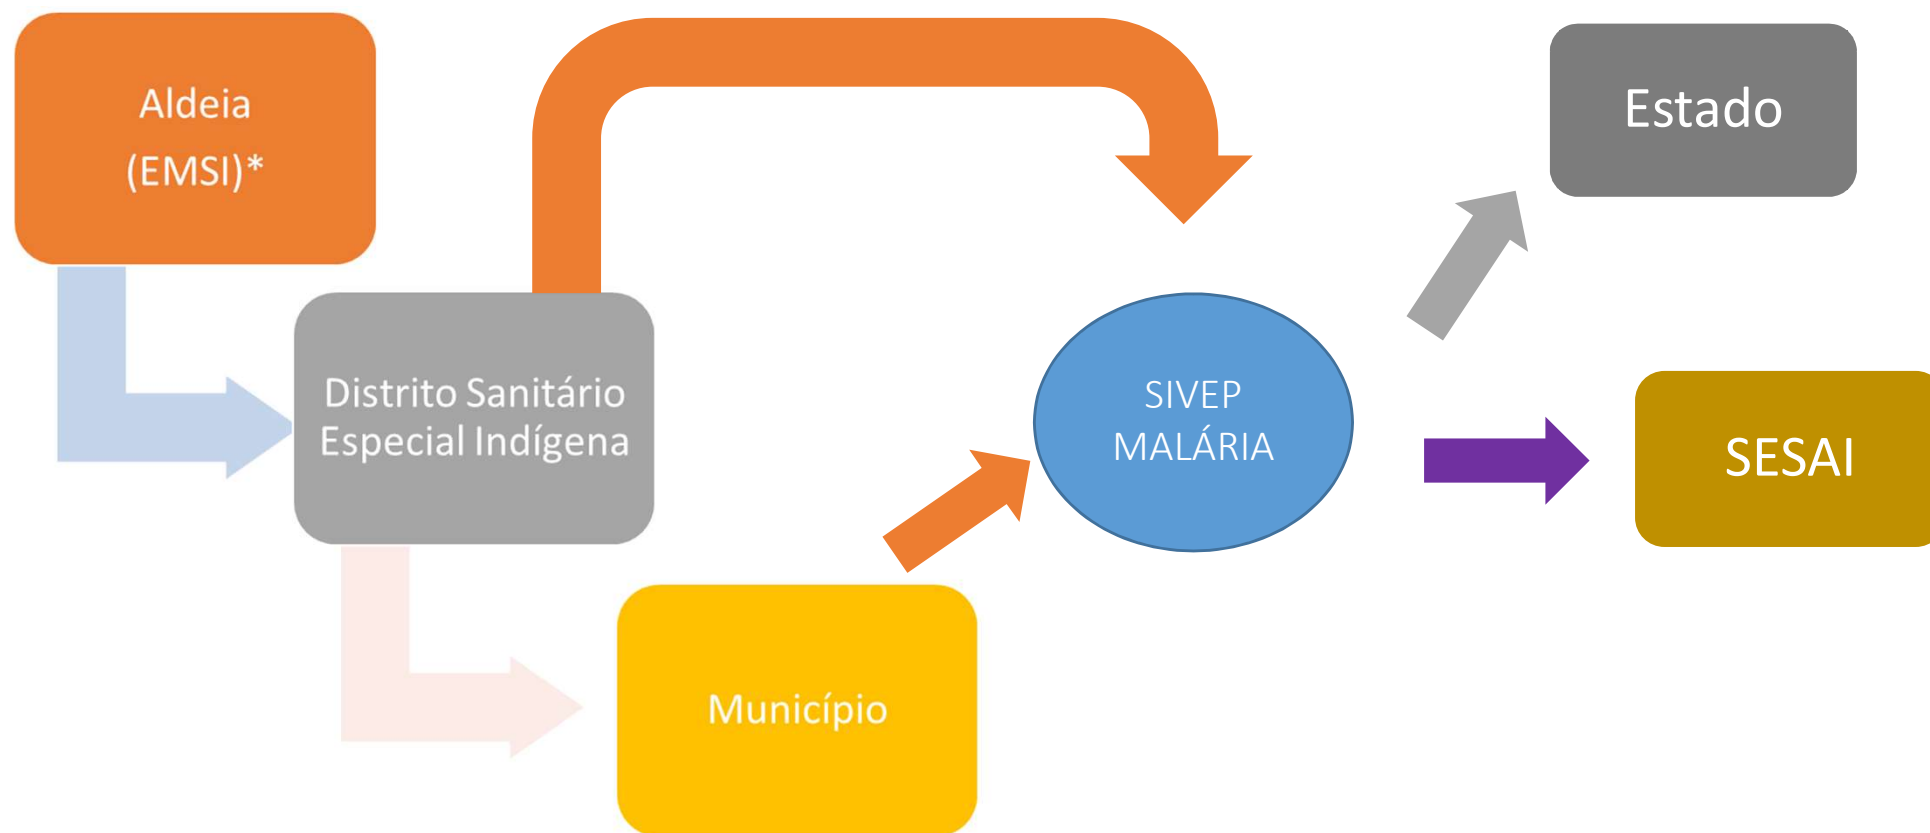 Aldeia
(EMSI)*
Distrito Sanitário
Especial Indígena
Município
SIVEP
MALÁRIA
Estado
SESAI